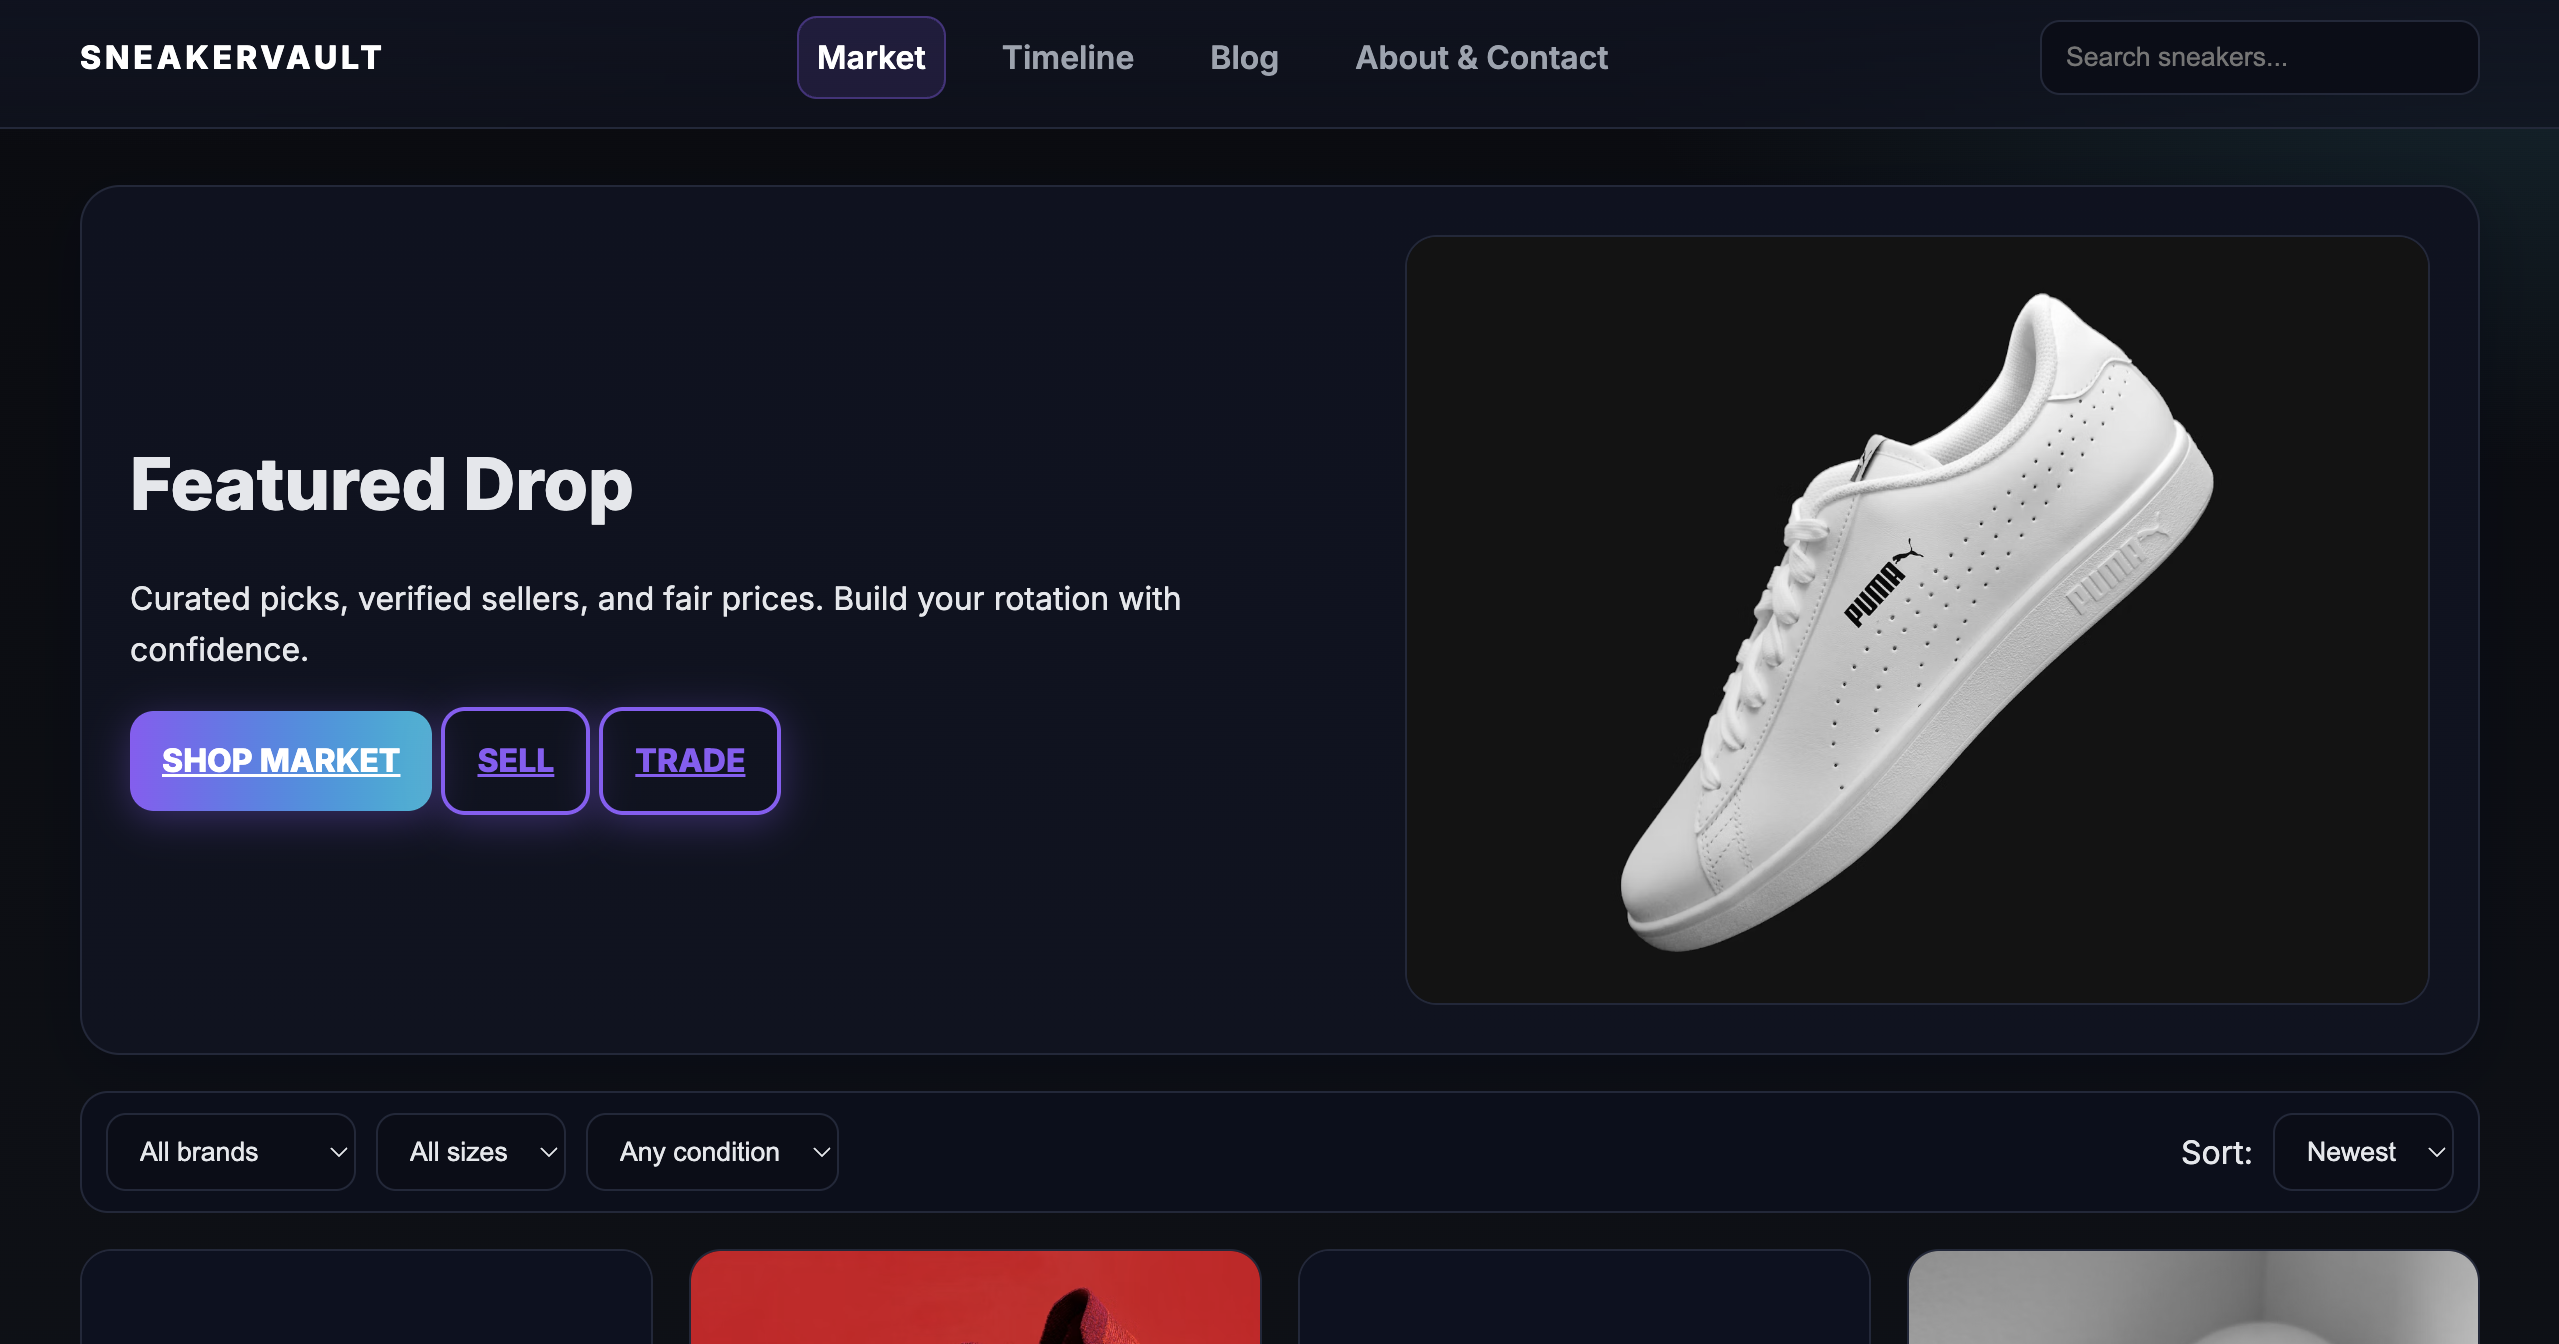 SNEAKERVAULT
Market
Timeline
Blog
About & Contact
Search sneakers...
Featured Drop
Curated picks, verified sellers, and fair prices. Build your rotation with
confidence.
SHOP MARKET
SELL
TRADE
PUMA
PUMA
All brands
All sizes
Any condition
Sort:
Newest